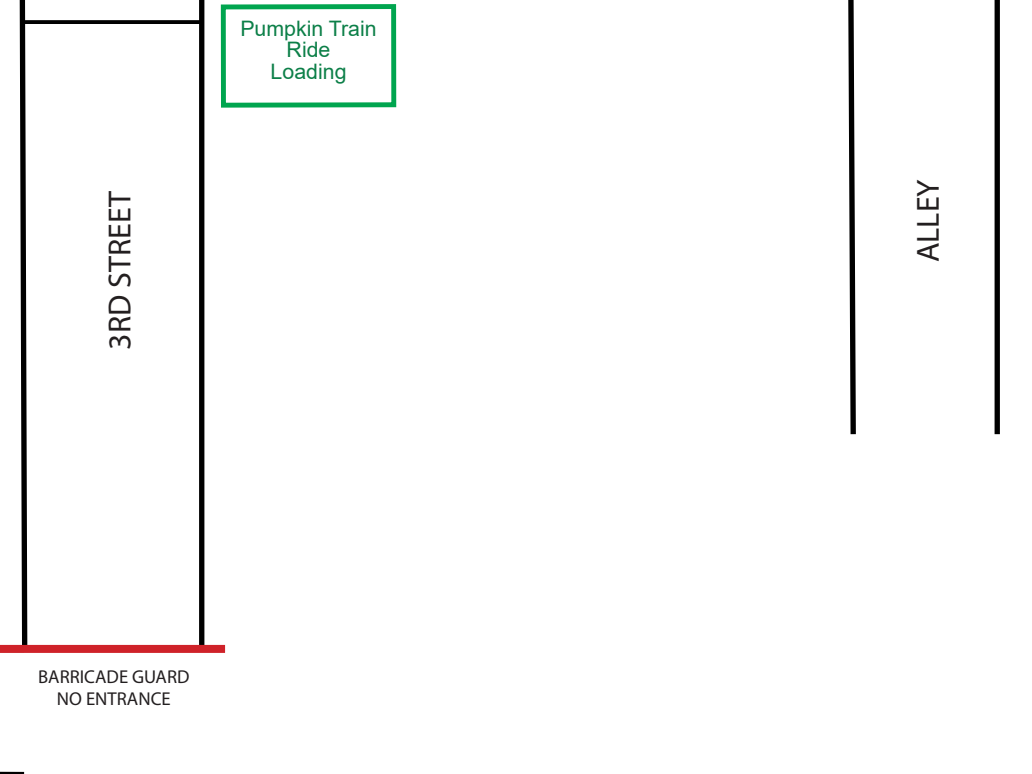 Pumpkin Train
Ride
Loading
3RD STREET
ALLEY
BARRICADE GUARD
NO ENTRANCE